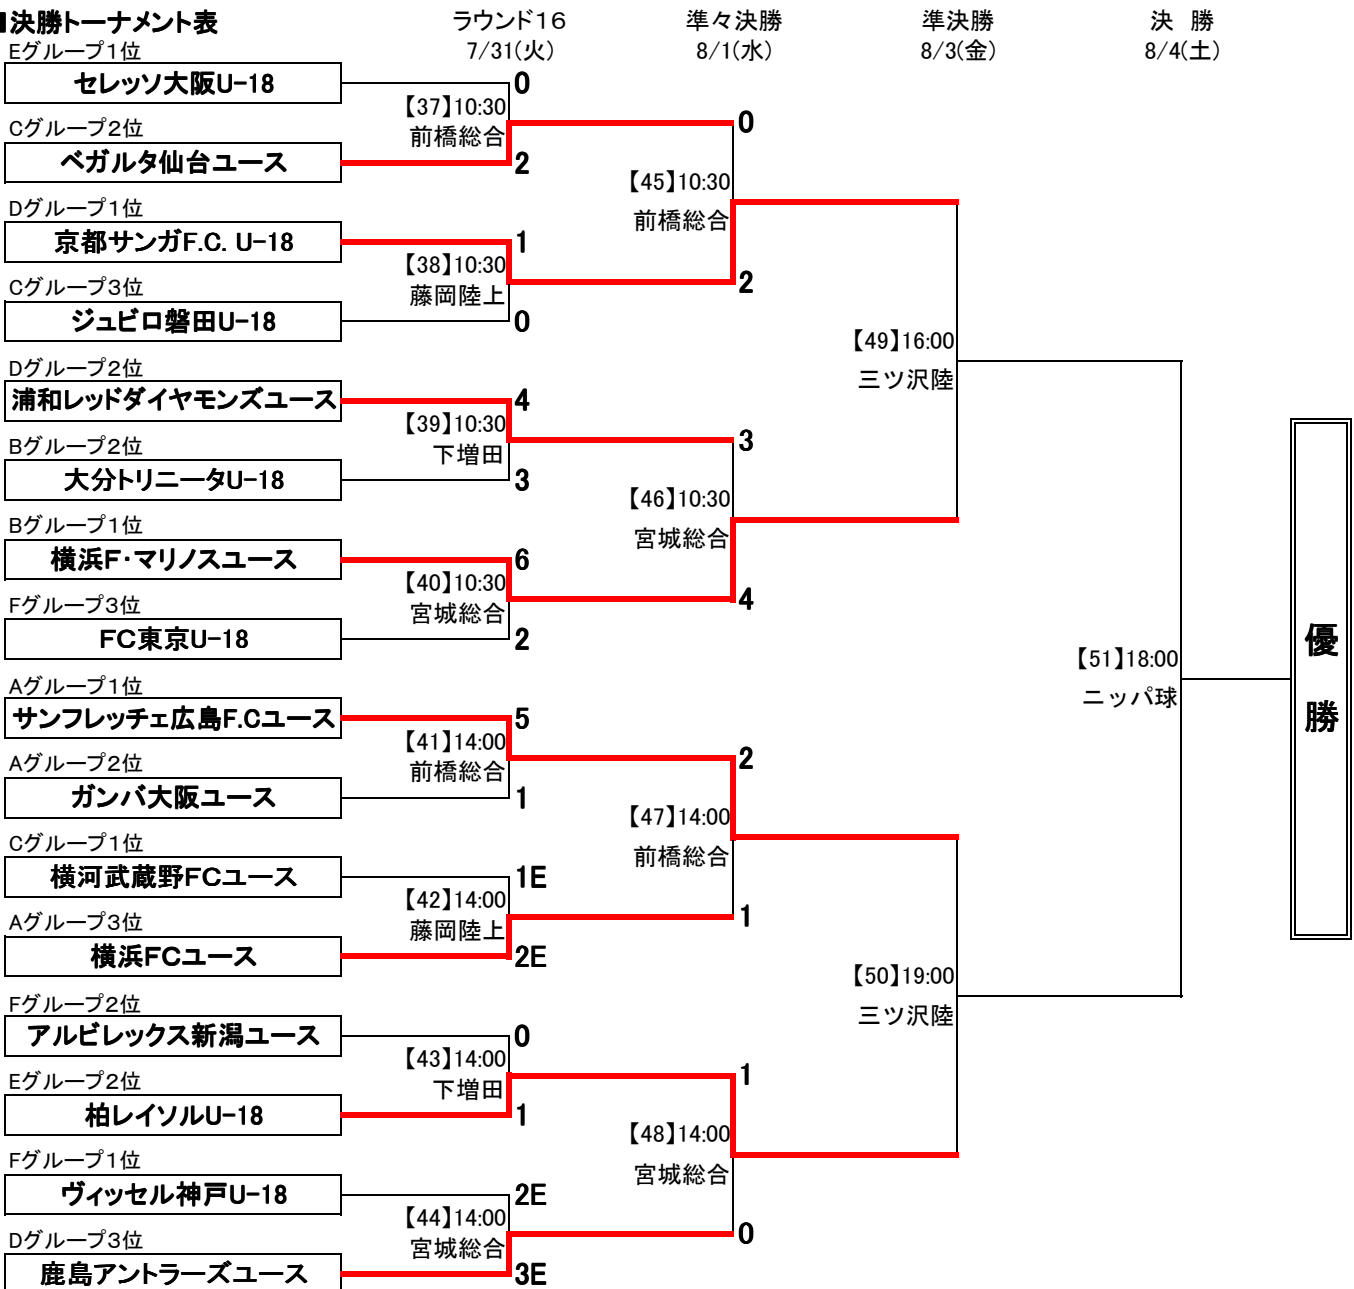 ■決勝トーナメント表
ラウンド16 準々決勝 準決勝 決 勝
7/31(火) 8/1(水) 8/3(金) 8/4(土)
Eグループ1位
セレッソ大阪U-18 0
【37】10:30
前橋総合
0
Cグループ2位
ベガルタ仙台ユース 2
【45】10:30
前橋総合
Dグループ1位
京都サンガF.C. U-18 1
【38】10:30
藤岡陸上
2
Cグループ3位
ジュビロ磐田U-18 0
【49】16:00
三ツ沢陸
Dグループ2位
浦和レッドダイヤモンズユース 4
【39】10:30
下増田
3
Bグループ2位
大分トリニータU-18 3
【46】10:30
宮城総合
Bグループ1位
横浜F・マリノスユース 6
【40】10:30
宮城総合
4
Fグループ3位
FC東京U-18 2
【51】18:00
ニッパ球
優勝
Aグループ1位
サンフレッチェ広島F.Cユース 5
【41】14:00
前橋総合
2
Aグループ2位
ガンバ大阪ユース 1
【47】14:00
前橋総合
Cグループ1位
横河武蔵野FCユース 1E
【42】14:00
藤岡陸上
1
Aグループ3位
横浜FCユース 2E
【50】19:00
三ツ沢陸
Fグループ2位
アルビレックス新潟ユース 0
【43】14:00
下増田
1
Eグループ2位
柏レイソルU-18 1
【48】14:00
宮城総合
Fグループ1位
ヴィッセル神戸U-18 2E
【44】14:00
宮城総合
0
Dグループ3位
鹿島アントラーズユース 3E